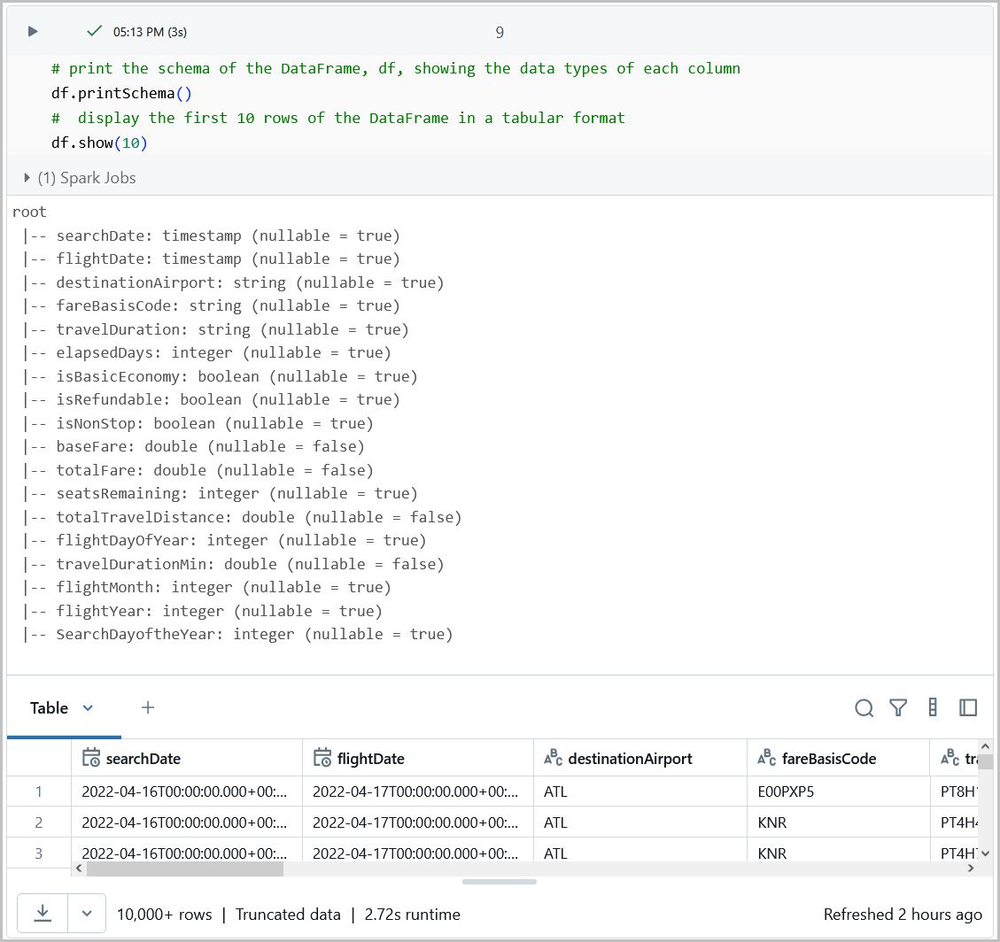 05:13 PM (3s)
9
# print the schema of the DataFrame, df, showing the data types of each column
df.printSchema()
#  display the first 10 rows of the DataFrame in a tabular format
df.show(10)
(1) Spark Jobs
root
|-- searchDate: timestamp (nullable = true)
|-- flightDate: timestamp (nullable = true)
|-- destinationAirport: string (nullable = true)
|-- fareBasisCode: string (nullable = true)
|-- travelDuration: string (nullable = true)
|-- elapsedDays: integer (nullable = true)
|-- isBasicEconomy: boolean (nullable = true)
|-- isRefundable: boolean (nullable = true)
|-- isNonStop: boolean (nullable = true)
|-- baseFare: double (nullable = false)
|-- totalFare: double (nullable = false)
|-- seatsRemaining: integer (nullable = true)
|-- totalTravelDistance: double (nullable = false)
|-- flightDayOfYear: integer (nullable = true)
|-- travelDurationMin: double (nullable = false)
|-- flightMonth: integer (nullable = true)
|-- flightYear: integer (nullable = true)
|-- SearchDayoftheYear: integer (nullable = true)
Table +
searchDate flightDate destinationAirport fareBasisCode
1 2022-04-16T00:00:00.000+00:... 2022-04-17T00:00:00.000+00:... ATL E00PXP5 PT8H
2 2022-04-16T00:00:00.000+00:... 2022-04-17T00:00:00.000+00:... ATL KNR PT4H
3 2022-04-16T00:00:00.000+00:... 2022-04-17T00:00:00.000+00:... ATL KNR PT4H
10,000+ rows | Truncated data | 2.72s runtime Refreshed 2 hours ago